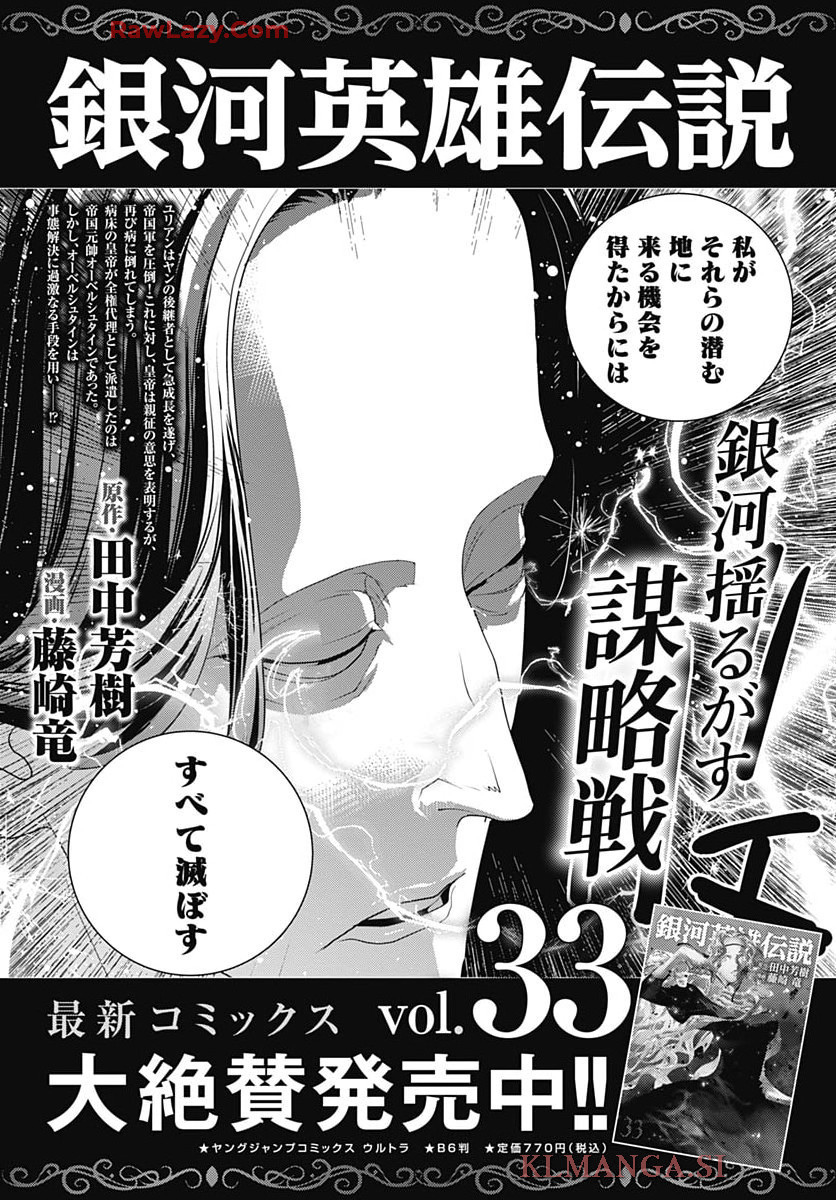 RawLazy.Com
銀河英雄伝説
私が
それらの潜む
地に
来る機会を
得たからには
銀河揺るがす
謀略戦
ユリアンはヤンの後継者として急成長を遂げ、
帝国軍を圧倒!これに対し、皇帝は親征の意思を表明するが、
再び病に倒れてしまう。
病床の皇帝が全権代理として派遣したのは
帝国元帥オーベルシュタインであった。
しかし、オーベルシュタインは
事態解決に過激なる手段を用い──!?
原作・田中芳樹
漫画・藤崎竜
すべて滅ぼす
エ
銀河英雄伝説
田中芳樹
藤崎竜
33
最新コミックス vol.33
大絶賛発売中!!
★ヤングジャンプコミックス ウルトラ ★B6判 ★定価770円(税込)
KLMANGA.SI